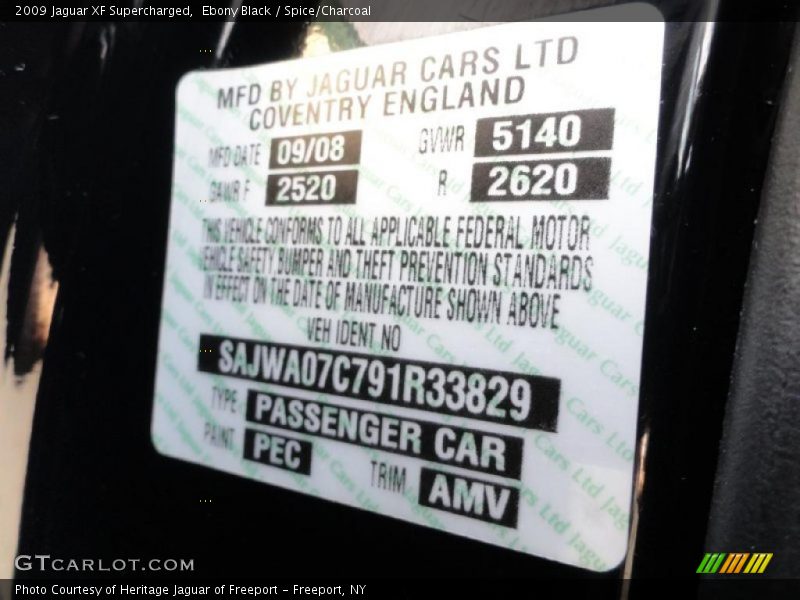 2009 Jaguar XF Supercharged, Ebony Black / Spice/Charcoal
MFD BY JAGUAR CARS LTD
COVENTRY ENGLAND
MFD DATE 09/08 GVWR 5140
GAWR F 2520 R 2620
THIS VEHICLE CONFORMS TO ALL APPLICABLE FEDERAL MOTOR
VEHICLE SAFETY BUMPER AND THEFT PREVENTION STANDARDS
IN EFFECT ON THE DATE OF MANUFACTURE SHOWN ABOVE
VEH IDENT NO
SAJWA07C791R33829
TYPE PASSENGER CAR
PAINT PEC TRIM AMV
GTCARLOT.COM
Photo Courtesy of Heritage Jaguar of Freeport - Freeport, NY